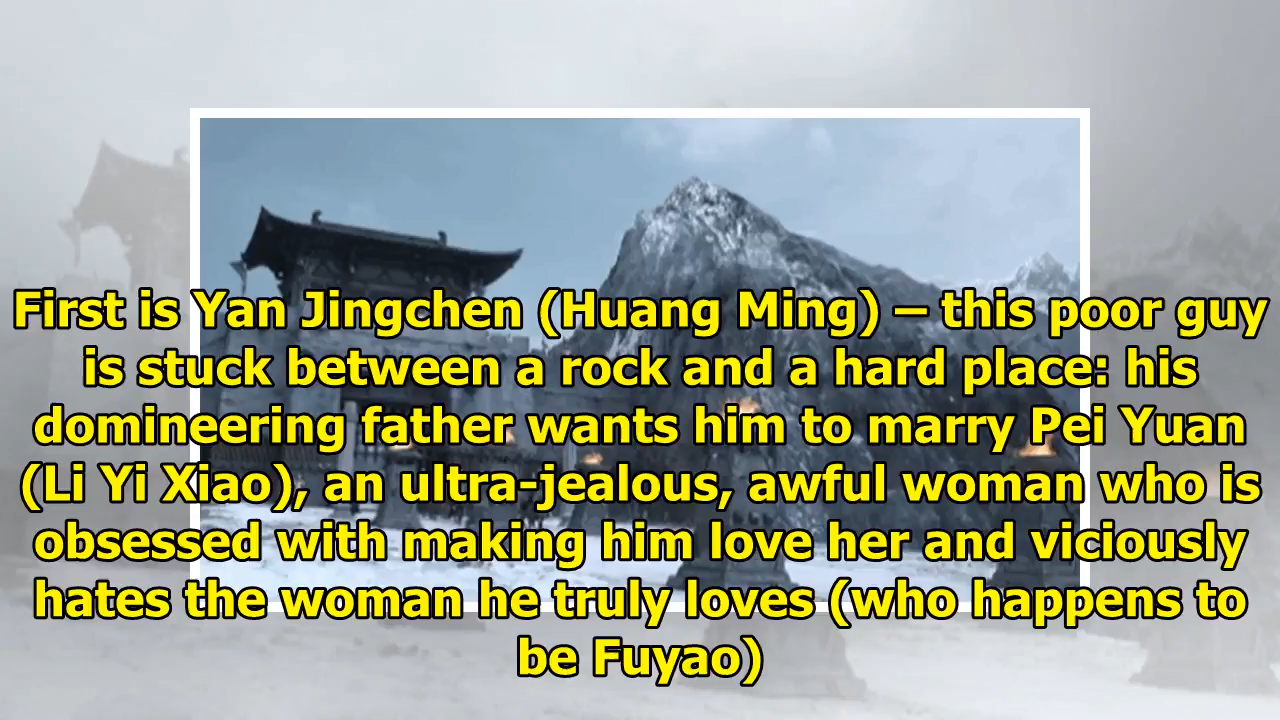 First is Yan Jingchen (Huang Ming) – this poor guy
is stuck between a rock and a hard place: his
domineering father wants him to marry Pei Yuan
(Li Yi Xiao), an ultra-jealous, awful woman who is
obsessed with making him love her and viciously
hates the woman he truly loves (who happens to
be Fuyao)